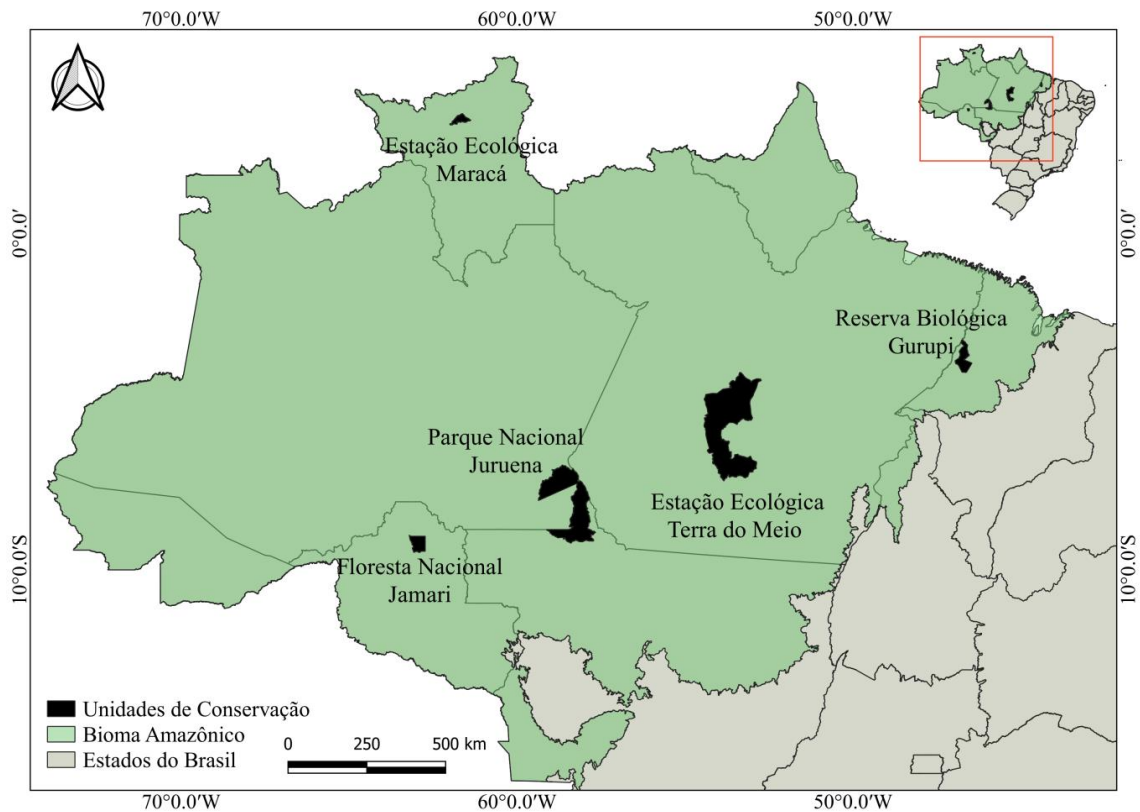 70°0.0'W 60°0.0'W 50°0.0'W
Estação Ecológica
Maracá
0°0.0' 0°0.0'
Reserva Biológica
Gurupi
Parque Nacional
Juruena
Estação Ecológica
Terra do Meio
10°0.0'S 10°0.0'S
Floresta Nacional
Jamari
Unidades de Conservação
Bioma Amazônico
Estados do Brasil
0 250 500 km
70°0.0'W 60°0.0'W 50°0.0'W